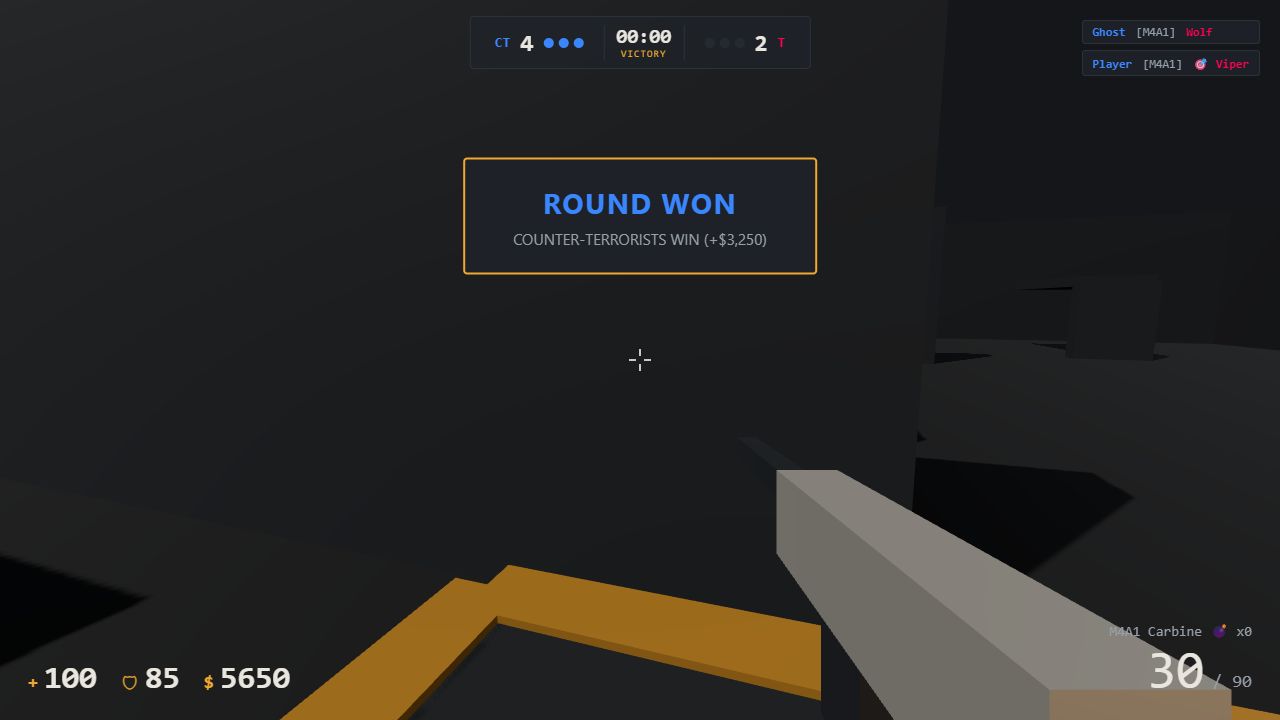 CT 4 00:00 2 T
VICTORY
Ghost [M4A1] Wolf
Player [M4A1] Viper
ROUND WON
COUNTER-TERRORISTS WIN (+$3,250)
M4A1 Carbine x0
+ 100 85 $ 5650
30 / 90